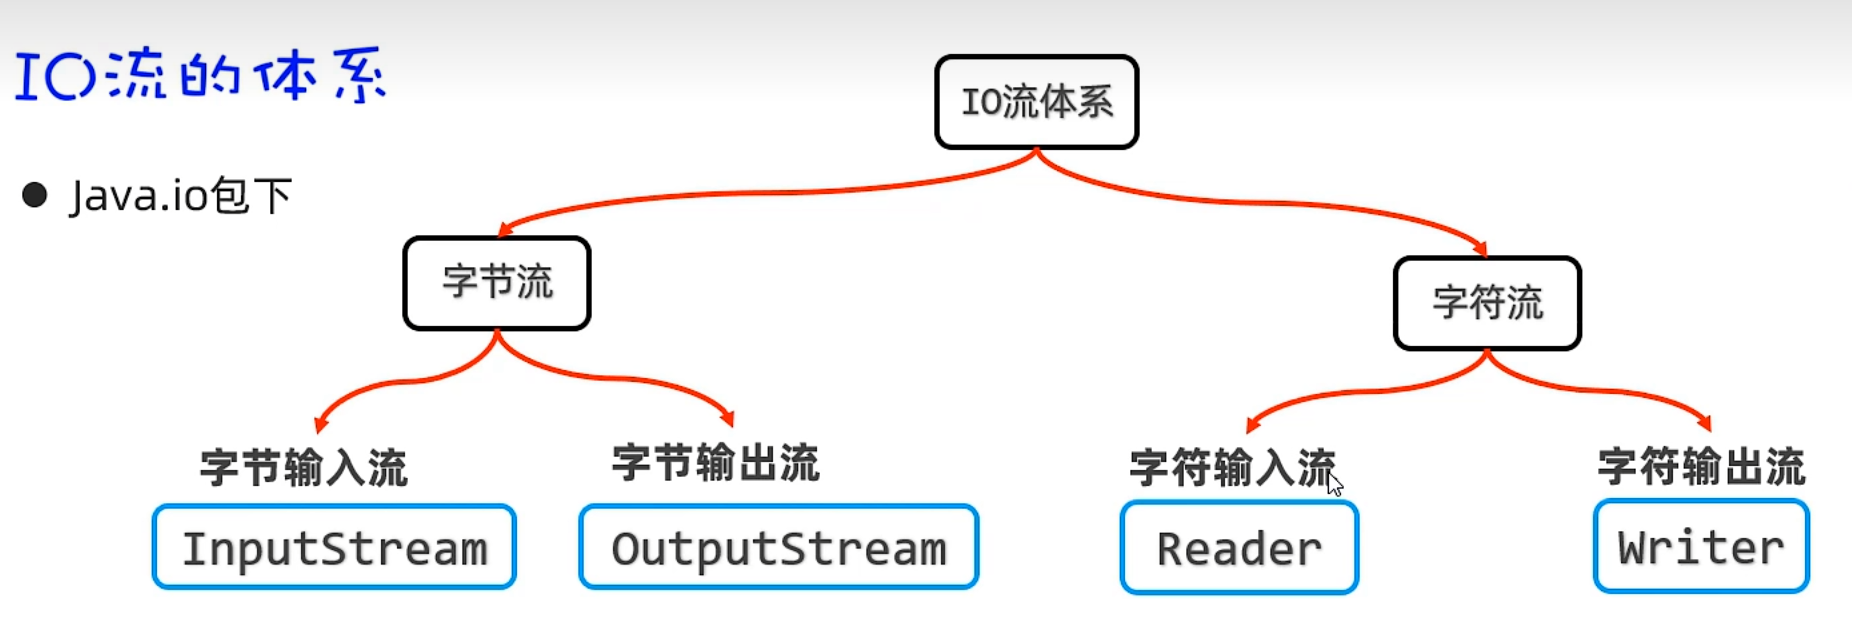 IO流的体系
Java.io包下
IO流体系
字节流
字符流
字节输入流
字节输出流
字符输入流
字符输出流
InputStream
OutputStream
Reader
Writer